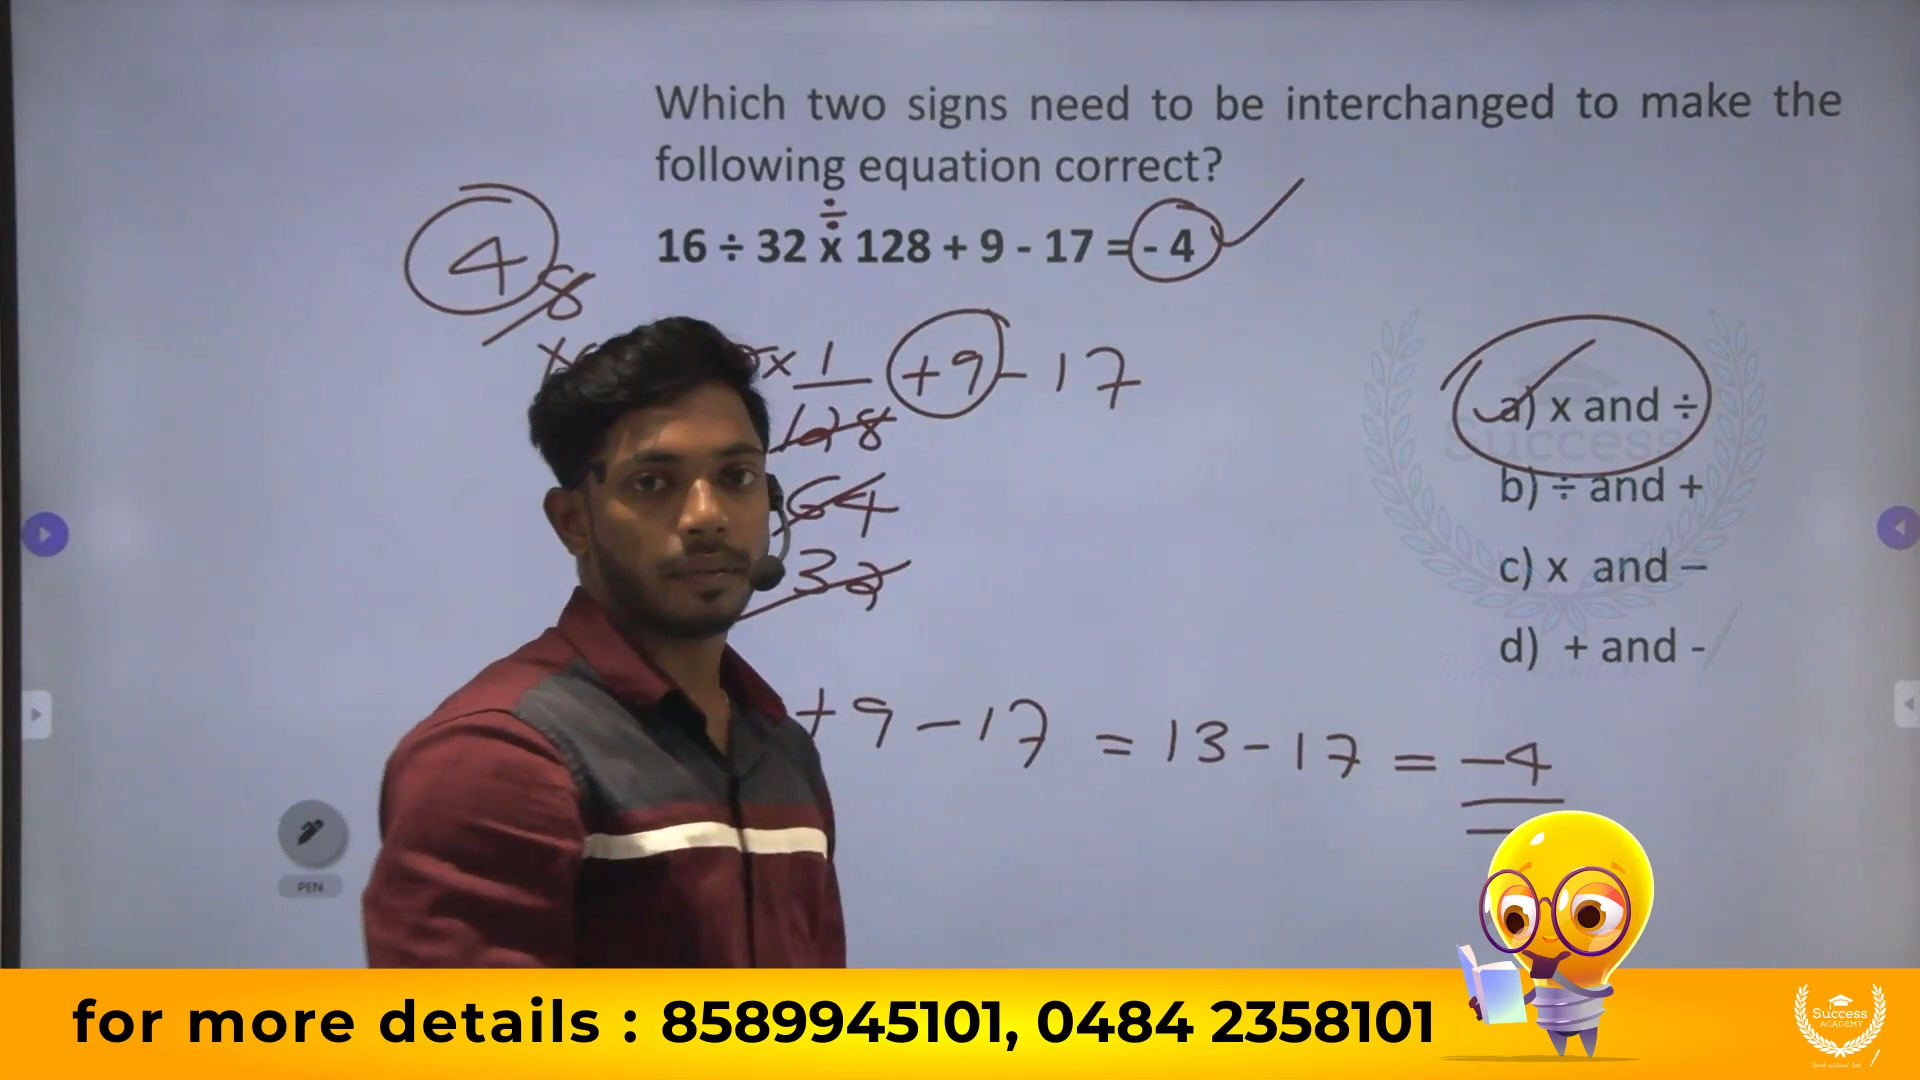 Which two signs need to be interchanged to make the
following equation correct?
÷
16 ÷ 32 x 128 + 9 - 17 = - 4
4
8
x 1 +9 - 17
128
64
32
a) x and ÷
Success
b) ÷ and +
c) x and –
d) + and -
+ 9 - 17 = 13 - 17 = -4
PEN
for more details : 8589945101, 0484 2358101
Success
ACADEMY